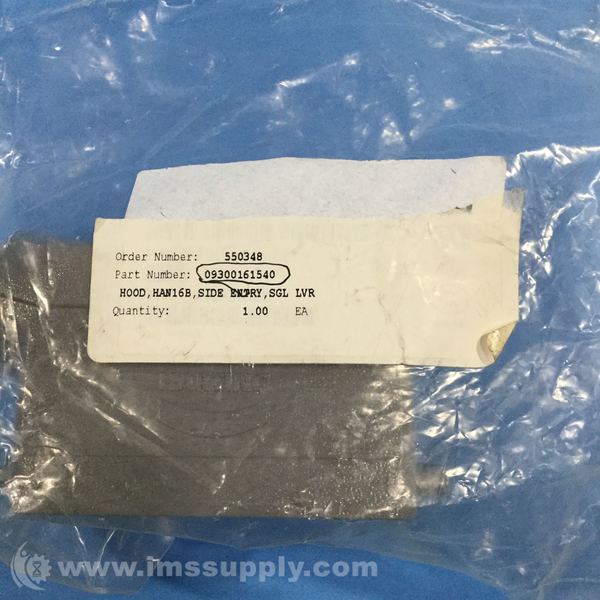 Order Number: 550348
Part Number: 09300161540
HOOD,HAN16B,SIDE ENTRY,SGL LVR
Quantity: 1.00 EA
www.imssupply.com